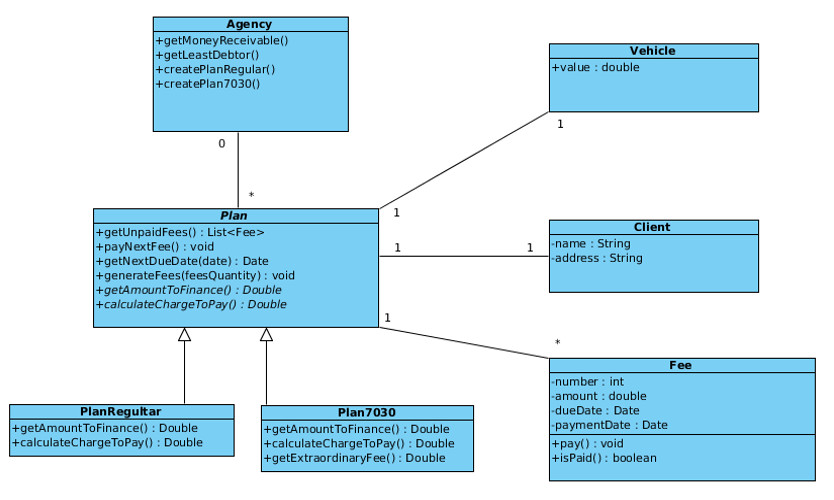 Agency
+getMoneyReceivable()
+getLeastDebtor()
+createPlanRegular()
+createPlan7030()
Vehicle
+value : double
0
*
1
1
Plan
+getUnpaidFees() : List<Fee>
+payNextFee() : void
+getNextDueDate(date) : Date
+generateFees(feesQuantity) : void
+getAmountToFinance() : Double
+calculateChargeToPay() : Double
1
1
Client
-name : String
-address : String
1
*
Fee
-number : int
-amount : double
-dueDate : Date
-paymentDate : Date
+pay() : void
+isPaid() : boolean
PlanRegultar
+getAmountToFinance() : Double
+calculateChargeToPay() : Double
Plan7030
+getAmountToFinance() : Double
+calculateChargeToPay() : Double
+getExtraordinaryFee() : Double